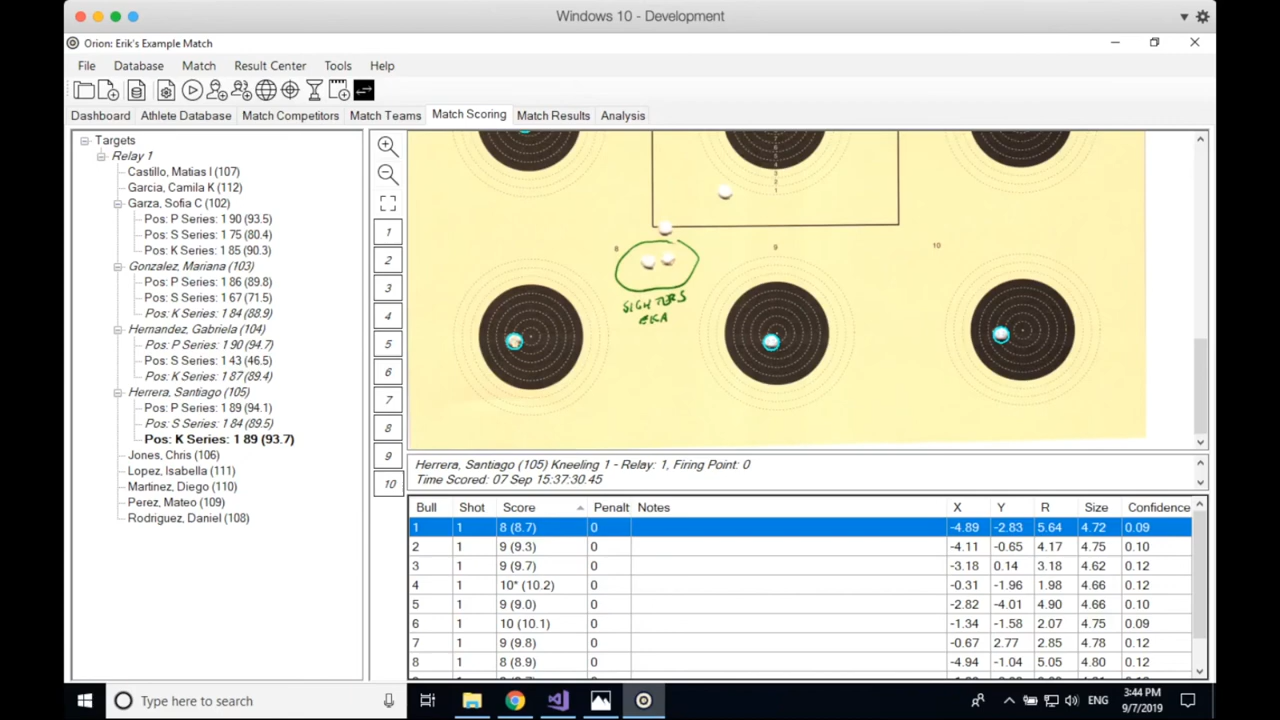 Windows 10 - Development
Orion: Erik's Example Match
File Database Match Result Center Tools Help
Dashboard Athlete Database Match Competitors Match Teams Match Scoring Match Results Analysis
Targets
Relay 1
Castillo, Matias I (107)
Garcia, Camila K (112)
Garza, Sofia C (102)
Pos: P Series: 1 90 (93.5)
Pos: S Series: 1 75 (80.4)
Pos: K Series: 1 85 (90.3)
Gonzalez, Mariana (103)
Pos: P Series: 1 86 (89.8)
Pos: S Series: 1 67 (71.5)
Pos: K Series: 1 84 (88.9)
Hernandez, Gabriela (104)
Pos: P Series: 1 90 (94.7)
Pos: S Series: 1 43 (46.5)
Pos: K Series: 1 87 (89.4)
Herrera, Santiago (105)
Pos: P Series: 1 89 (94.1)
Pos: S Series: 1 84 (89.5)
Pos: K Series: 1 89 (93.7)
Jones, Chris (106)
Lopez, Isabella (111)
Martinez, Diego (110)
Perez, Mateo (109)
Rodriguez, Daniel (108)
1
2
3
4
5
6
7
8
9
10
7
6
5
4
3
2
1
8 9 10
SIGHTERS
EKA
Herrera, Santiago (105) Kneeling 1 - Relay: 1, Firing Point: 0
Time Scored: 07 Sep 15:37:30.45
Bull Shot Score Penalt Notes X Y R Size Confidence
1 1 8 (8.7) 0 -4.89 -2.83 5.64 4.72 0.09
2 1 9 (9.3) 0 -4.11 -0.65 4.17 4.75 0.10
3 1 9 (9.7) 0 -3.18 0.14 3.18 4.62 0.12
4 1 10* (10.2) 0 -0.31 -1.96 1.98 4.66 0.12
5 1 9 (9.0) 0 -2.82 -4.01 4.90 4.66 0.10
6 1 10 (10.1) 0 -1.34 -1.58 2.07 4.75 0.09
7 1 9 (9.8) 0 -0.67 2.77 2.85 4.78 0.12
8 1 8 (8.9) 0 -4.94 -1.04 5.05 4.80 0.12
Type here to search
ENG
3:44 PM
9/7/2019